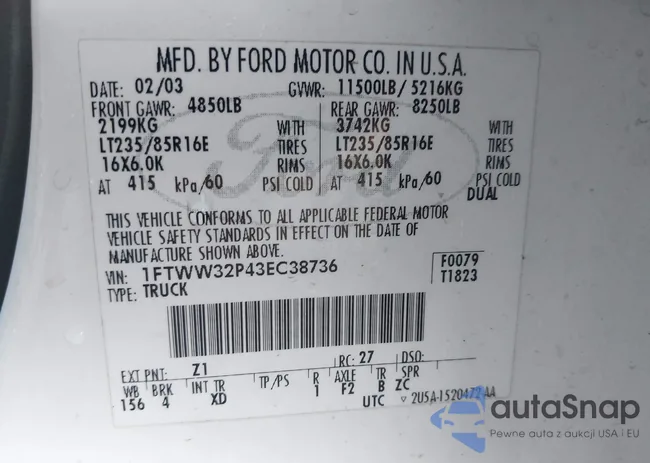 MFD. BY FORD MOTOR CO. IN U.S.A.
DATE: 02/03 GVWR: 11500LB/ 5216KG
FRONT GAWR: 4850LB REAR GAWR: 8250LB
2199KG WITH 3742KG WITH
LT235/85R16E TIRES LT235/85R16E TIRES
16X6.0K RIMS 16X6.0K RIMS
AT 415 kPa/60 PSI COLD AT 415 kPa/60 PSI COLD
DUAL
THIS VEHICLE CONFORMS TO ALL APPLICABLE FEDERAL MOTOR
VEHICLE SAFETY STANDARDS IN EFFECT ON THE DATE OF
MANUFACTURE SHOWN ABOVE.
VIN: 1FTWW32P43EC38736 F0079
TYPE: TRUCK T1823
EXT PNT: Z1 RC: 27 DSO:
WB BRK INT TR TP/PS R AXLE TR SPR
156 4 XD 1 F2 B ZC
UTC 2U5A-1520472-AA
Ford
autaSnap
Pewne auta z aukcji USA i EU